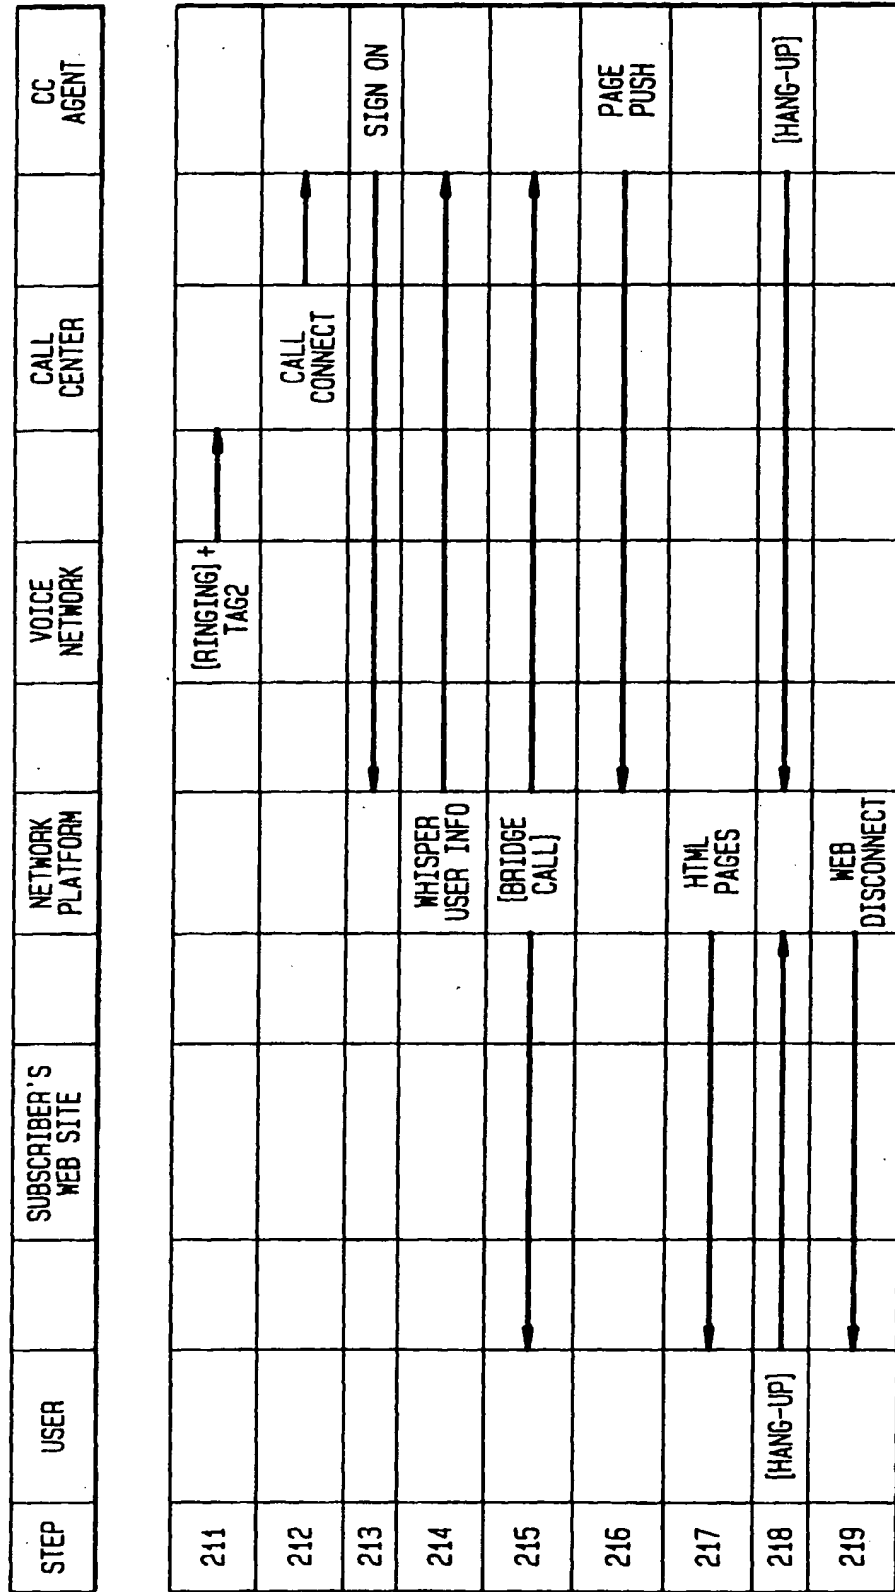 STEP
USER
SUBSCRIBER'S
WEB SITE
NETWORK
PLATFORM
VOICE
NETWORK
CALL
CENTER
CC
AGENT
211
[RINGING] +
TAG2
212
CALL
CONNECT
213
SIGN ON
214
WHISPER
USER INFO
215
[BRIDGE
CALL]
216
PAGE
PUSH
217
HTML
PAGES
218
[HANG-UP]
[HANG-UP]
219
WEB
DISCONNECT